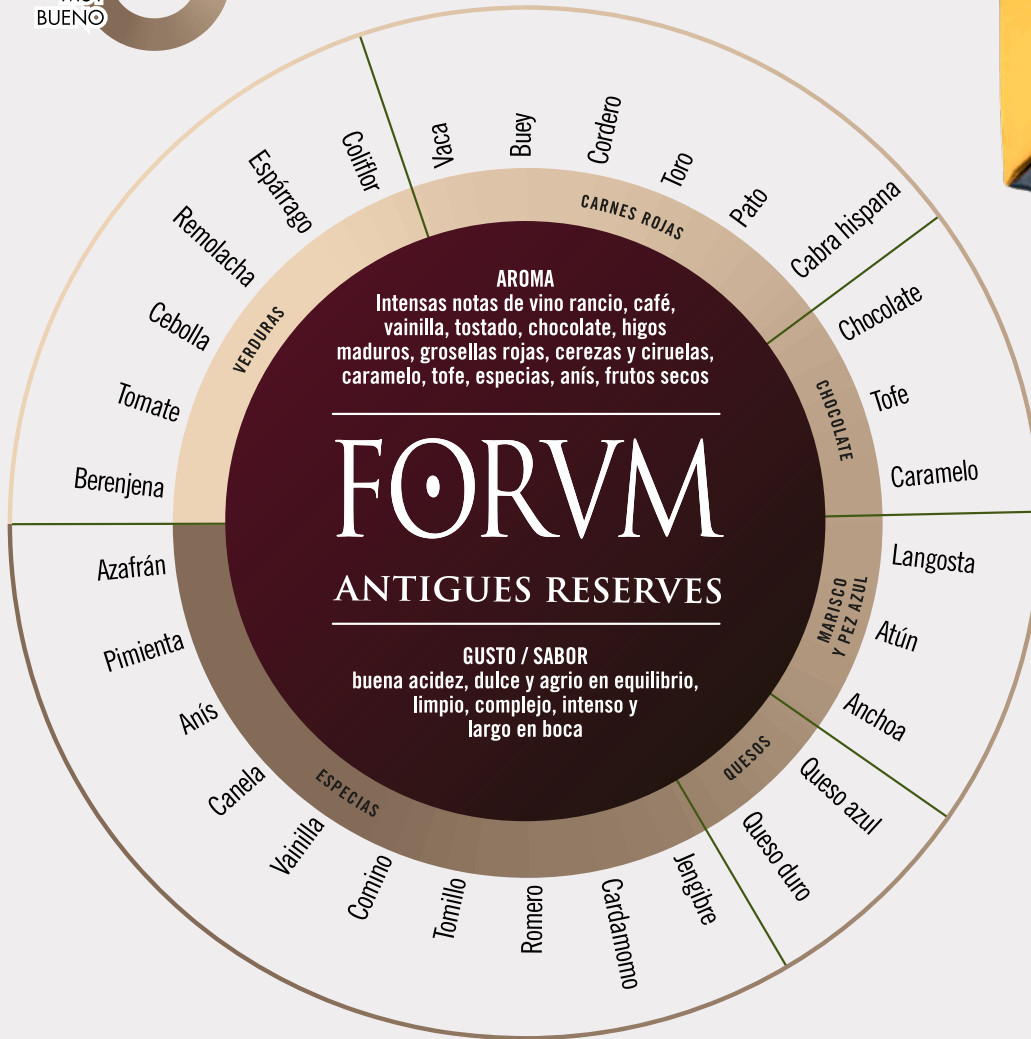 BUENO
Coliflor
Espárrago
Remolacha
Cebolla
Tomate
Berenjena
VERDURAS
Vaca
Buey
Cordero
Toro
Pato
Cabra hispana
CARNES ROJAS
Chocolate
Tofe
Caramelo
CHOCOLATE
Langosta
Atún
Anchoa
MARISCO
Y PEZ AZUL
Queso azul
Queso duro
QUESOS
Jengibre
Cardamomo
Romero
Tomillo
Comino
Vainilla
Canela
Anís
Pimienta
Azafrán
ESPECIAS
AROMA
Intensas notas de vino rancio, café,
vainilla, tostado, chocolate, higos
maduros, grosellas rojas, cerezas y ciruelas,
caramelo, tofe, especias, anís, frutos secos
FORVM
ANTIGUES RESERVES
GUSTO / SABOR
buena acidez, dulce y agrio en equilibrio,
limpio, complejo, intenso y
largo en boca